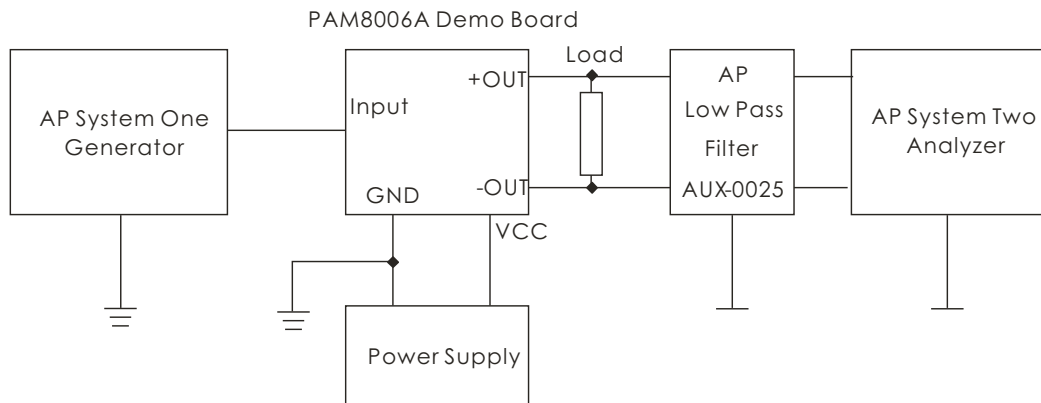 PAM8006A Demo Board
AP System One
Generator
Input
+OUT
-OUT
GND
VCC
Load
AP
Low Pass
Filter
AUX-0025
AP System Two
Analyzer
Power Supply